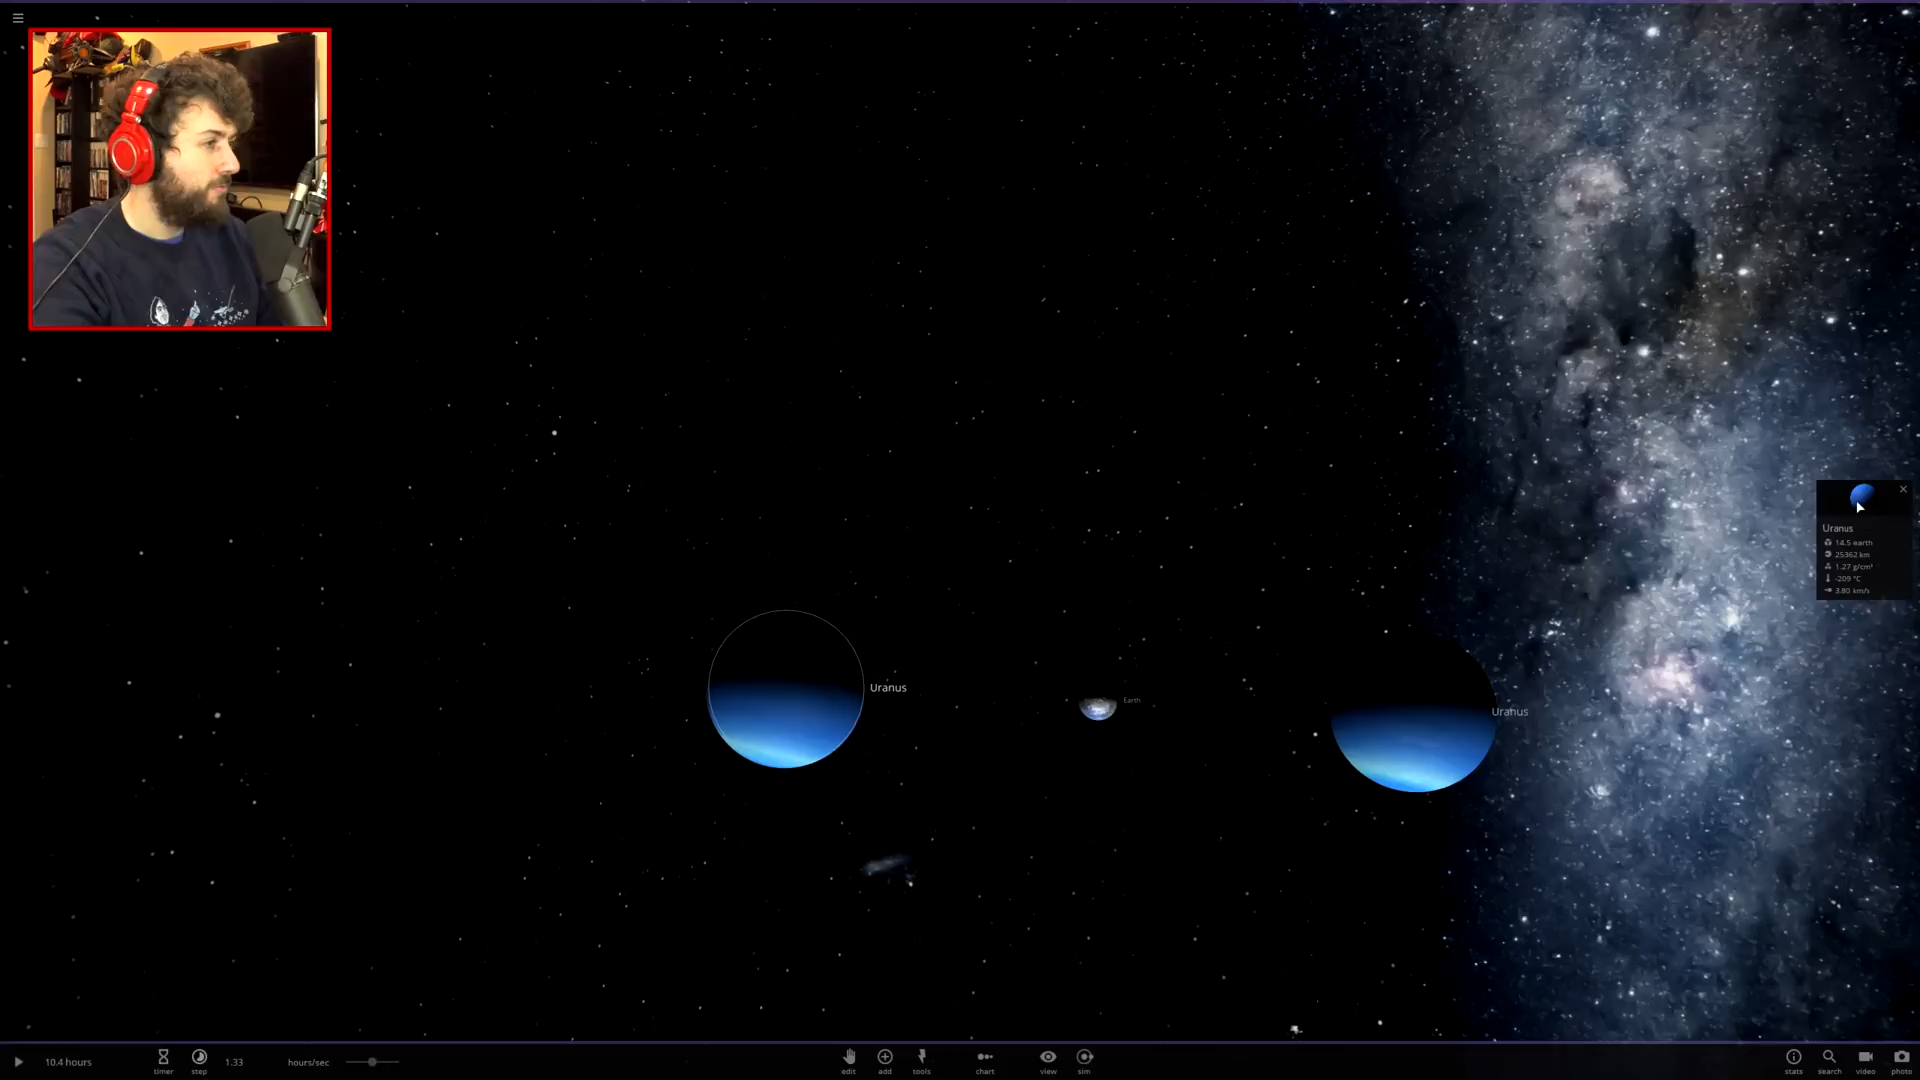 Uranus
14.5 earth
25362 km
1.27 g/cm³
-209 °C
3.80 km/s
Uranus
Earth
Uranus
10.4 hours
timer
step
1.33
hours/sec
edit
add
tools
chart
view
sim
stats
search
video
photo